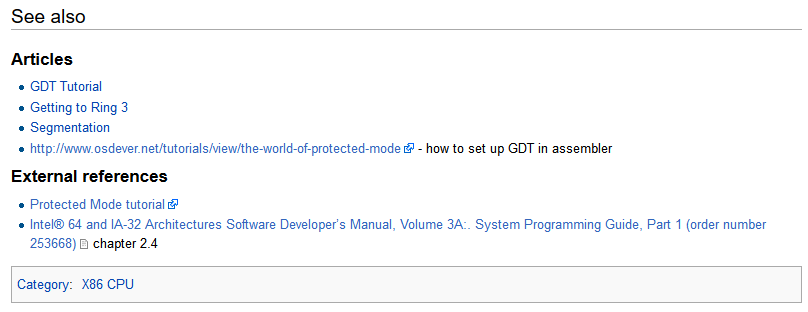 See also
Articles
GDT Tutorial
Getting to Ring 3
Segmentation
http://www.osdever.net/tutorials/view/the-world-of-protected-mode - how to set up GDT in assembler
External references
Protected Mode tutorial
Intel® 64 and IA-32 Architectures Software Developer's Manual, Volume 3A:. System Programming Guide, Part 1 (order number
253668) chapter 2.4
Category: X86 CPU